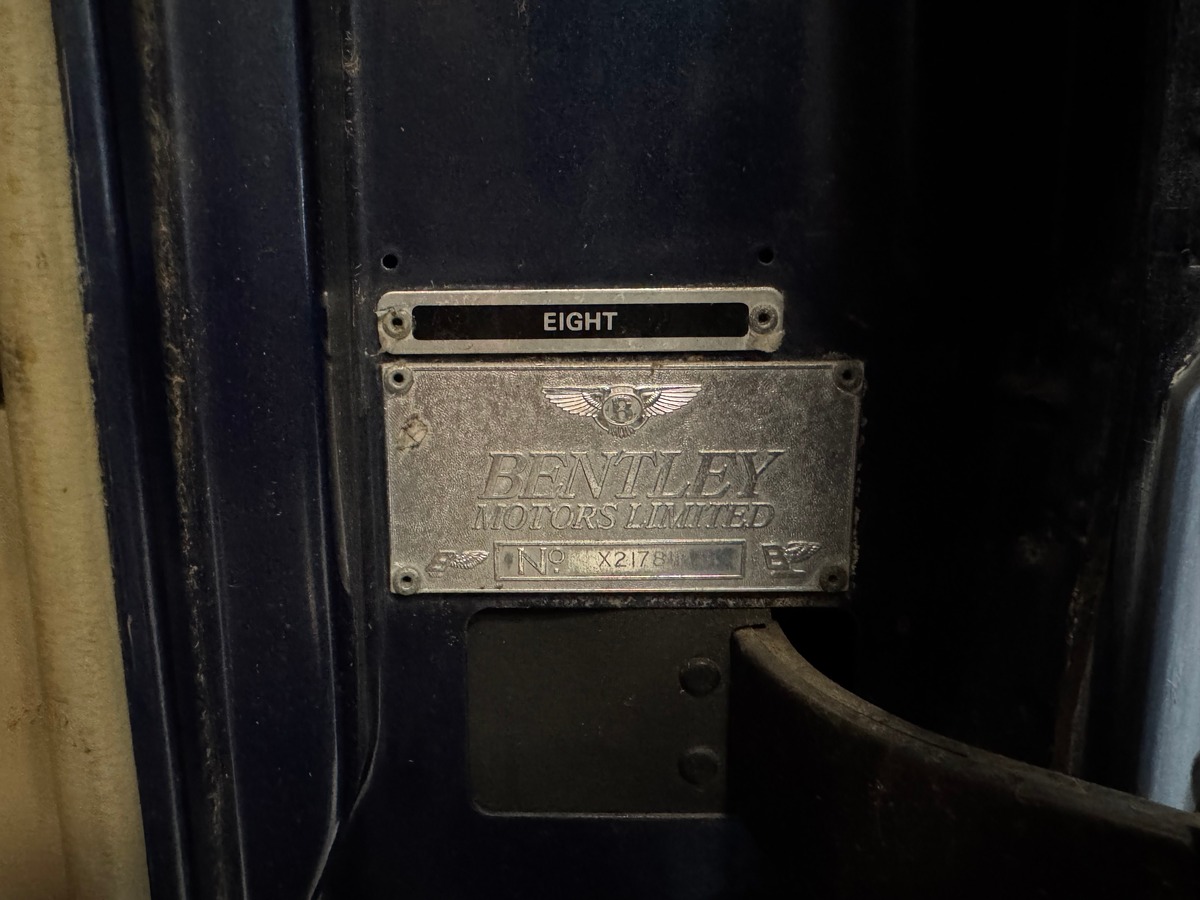 EIGHT
B
BENTLEY
MOTORS LIMITED
Nº X2178
B B